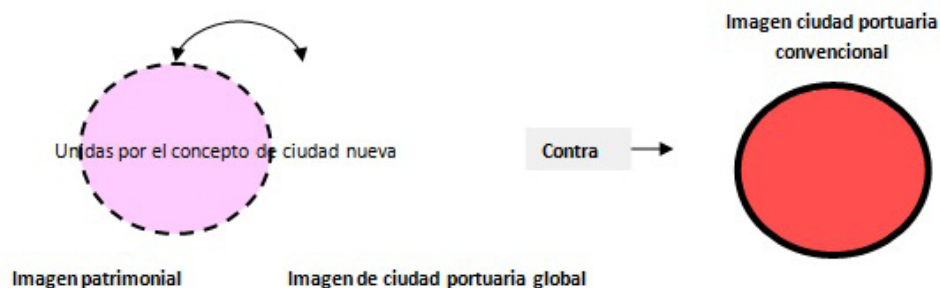 Imagen ciudad portuaria
convencional
Unidas por el concepto de ciudad nueva
Contra
Imagen patrimonial
Imagen de ciudad portuaria global